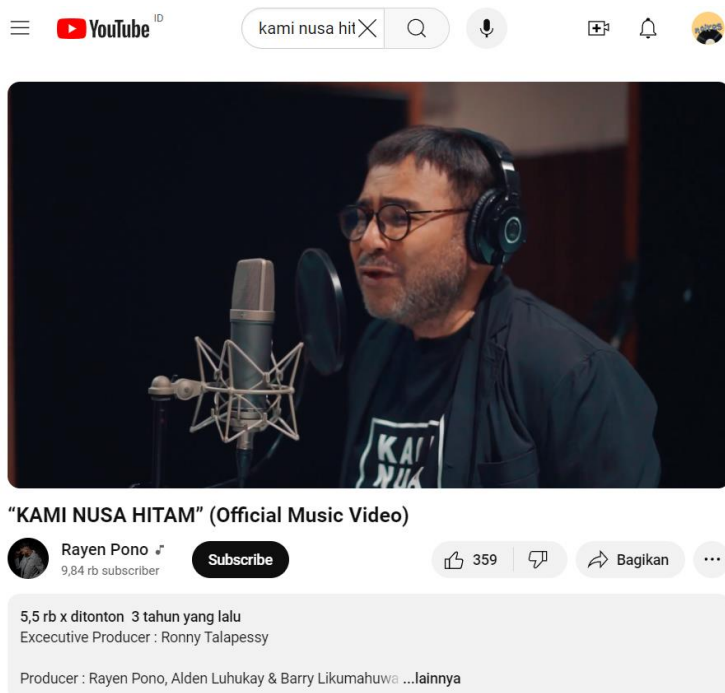 YouTube ID
kami nusa hit
KAMI
NUS
“KAMI NUSA HITAM” (Official Music Video)
Rayen Pono
9,84 rb subscriber
Subscribe
359
Bagikan
5,5 rb x ditonton 3 tahun yang lalu
Excecutive Producer : Ronny Talapessy
Producer : Rayen Pono, Alden Luhukay & Barry Likumahuwa ...lainnya